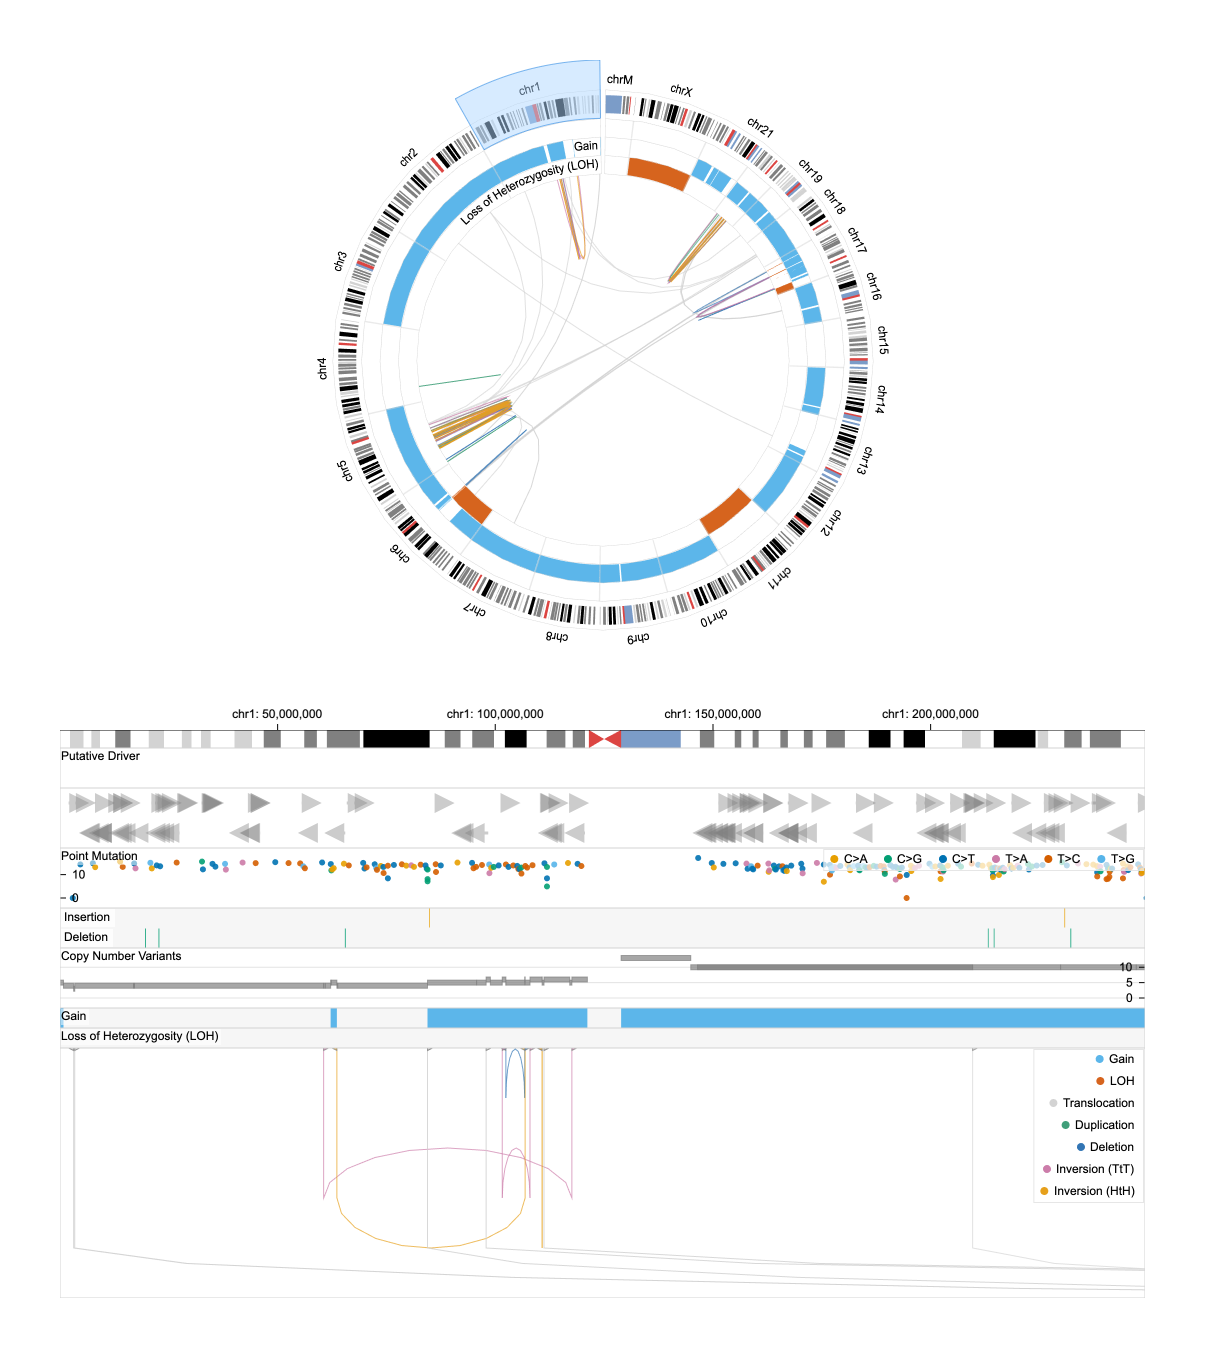 chrM
chrX
chr21
chr19
chr18
chr17
chr16
chr15
chr14
chr13
chr12
chr11
chr10
chr9
chr8
chr7
chr6
chr5
chr4
chr3
chr2
chr1
Gain
Loss of Heterozygosity (LOH)
chr1: 50,000,000
chr1: 100,000,000
chr1: 150,000,000
chr1: 200,000,000
Putative Driver
Point Mutation
C>A
C>G
C>T
T>A
T>C
T>G
10
0
Insertion
Deletion
Copy Number Variants
10
5
0
Gain
Loss of Heterozygosity (LOH)
Gain
LOH
Translocation
Duplication
Deletion
Inversion (TtT)
Inversion (HtH)